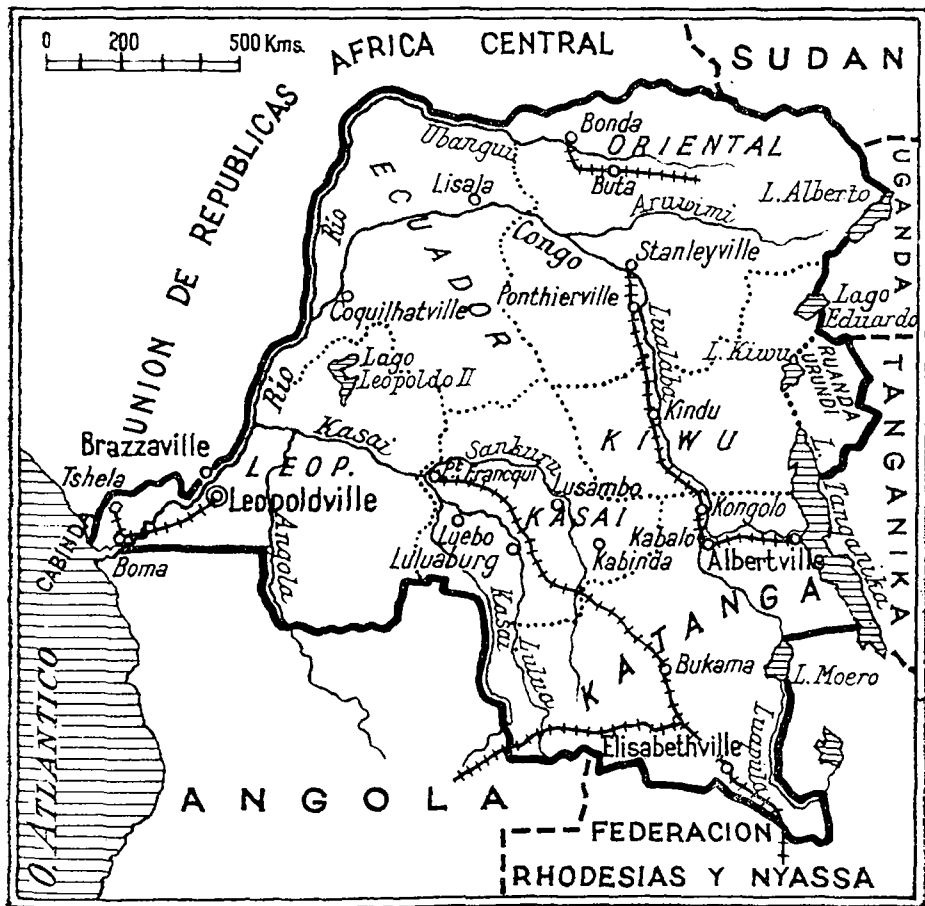 0 200 500 Kms.
UNION DE REPUBLICAS AFRICA CENTRAL
SUDAN
UGANDA
Bonda
ORIENTAL
Ubangui
Buta
ECUADOR
Lisala
L. Alberto
Aruwimi
Rio
Congo
Stanleyville
Coquilhatville
Ponthierville
Lualaba
Lago
Eduardo
L. Kiwu
RUANDA
URUNDI
TANGANIKA
Lago
Leopoldo II
Rio
Kindu
KIWU
Kasai
Brazzaville
Tshela
LEOP.
Leopoldville
Sankuru
Pt. Francqui
Lusambo
KASAI
Kongolo
L. Tanganika
CABINDA
Boma
Angola
Luebo
Luluaburg
Kabinda
Kabalo
Albertville
KATANGA
Kasai
Lulua
Bukama
L. Moero
O. ATLANTICO
Elisabethville
Luapula
ANGOLA
FEDERACION
RHODESIAS Y NYASSA